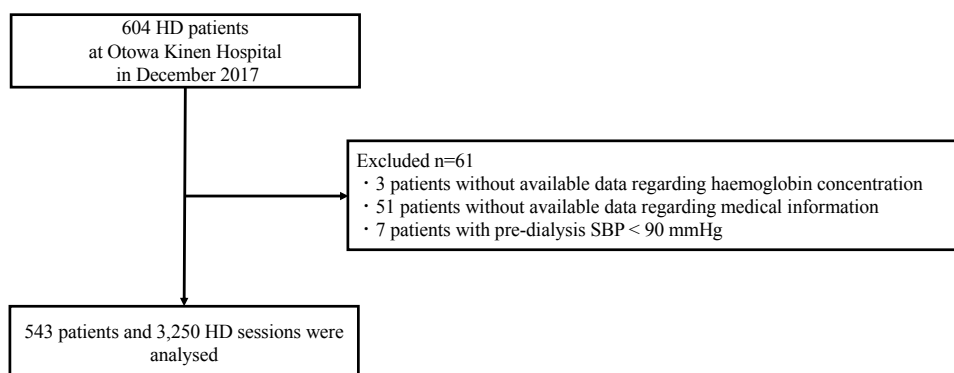 604 HD patients
at Otowa Kinen Hospital
in December 2017
Excluded n=61
・3 patients without available data regarding haemoglobin concentration
・51 patients without available data regarding medical information
・7 patients with pre-dialysis SBP < 90 mmHg
543 patients and 3,250 HD sessions were
analysed